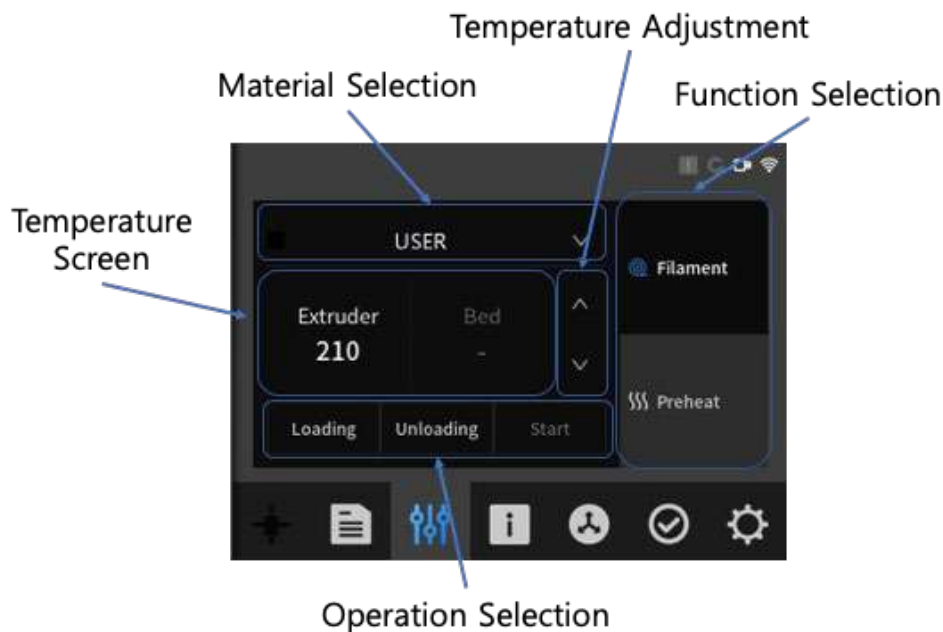 Temperature Adjustment
Material Selection
Function Selection
Temperature
Screen
USER
Filament
Extruder
Bed
210
-
Preheat
Loading
Unloading
Start
Operation Selection